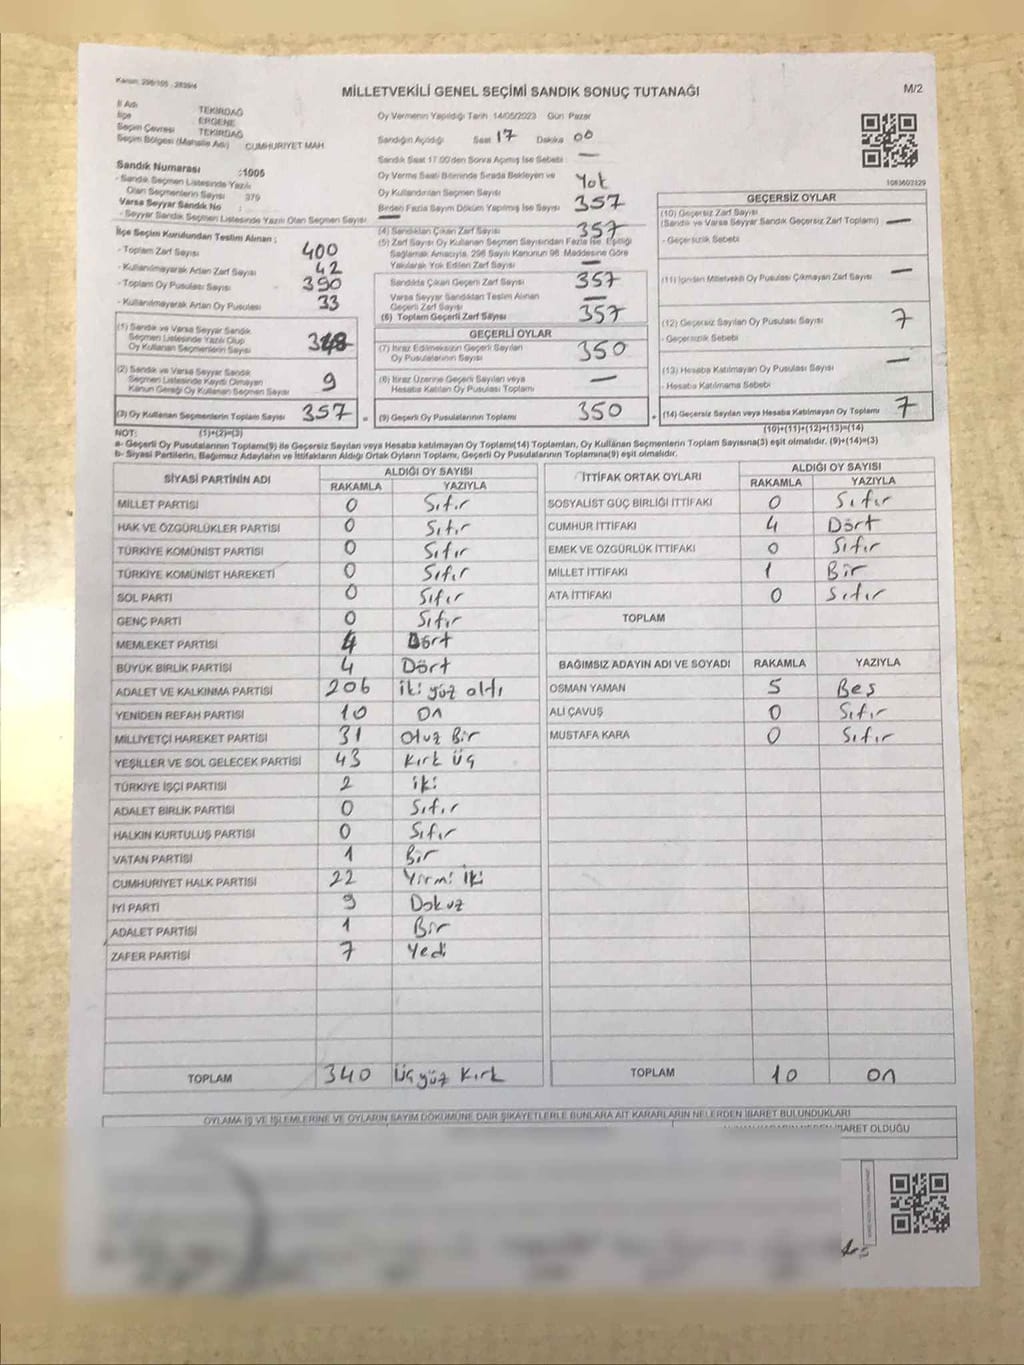 Kanun: 298/105 - 2839/4
MİLLETVEKİLİ GENEL SEÇİMİ SANDIK SONUÇ TUTANAĞI
M/2
İl Adı TEKİRDAĞ
İlçe ERGENE
Seçim Çevresi TEKİRDAĞ
Seçim Bölgesi (Mahalle Adı) CUMHURİYET MAH
Oy Vermenin Yapıldığı Tarih 14/05/2023 Gün Pazar
Sandığın Açıldığı Saat 17 Dakika 00
Sandık Saat 17:00'den Sonra Açılmış İse Sebebi —
Oy Verme Saati Bitiminde Sırada Bekleyen ve Yok
Oy Kullandırılan Seçmen Sayısı
Birden Fazla Sayım Döküm Yapılmış İse Sayısı 357
Sandık Numarası :1005
- Sandık Seçmen Listesinde Yazılı
Olan Seçmenlerin Sayısı 379
Varsa Seyyar Sandık No :
- Seyyar Sandık Seçmen Listesinde Yazılı Olan Seçmen Sayısı —
İlçe Seçim Kurulundan Teslim Alınan ;
- Toplam Zarf Sayısı 400
- Kullanılmayarak Artan Zarf Sayısı 42
- Toplam Oy Pusulası Sayısı 390
- Kullanılmayarak Artan Oy Pusulası 33
(1) Sandık ve Varsa Seyyar Sandık
Seçmen Listesinde Yazılı Olup
Oy Kullanan Seçmenlerin Sayısı 348
(2) Sandık ve Varsa Seyyar Sandık
Seçmen Listesinde Kaydı Olmayan
Kanun Gereği Oy Kullanan Seçmen Sayısı 9
(3) Oy Kullanan Seçmenlerin Toplam Sayısı 357 =
(4) Sandıktan Çıkan Zarf Sayısı 357
(5) Zarf Sayısı Oy Kullanan Seçmen Sayısından Fazla İse, Eşitliği
Sağlamak Amacıyla, 298 Sayılı Kanunun 98. Maddesine Göre
Yakılarak Yok Edilen Zarf Sayısı —
Sandıkta Çıkan Geçerli Zarf Sayısı 357
Varsa Seyyar Sandıktan Teslim Alınan
Geçerli Zarf Sayısı —
(6) Toplam Geçerli Zarf Sayısı 357
GEÇERLİ OYLAR
(7) İtiraz Edilmeksizin Geçerli Sayılan
Oy Pusulalarının Sayısı 350
(8) İtiraz Üzerine Geçerli Sayılan veya
Hesaba Katılan Oy Pusulası Toplamı —
(9) Geçerli Oy Pusulalarının Toplamı 350 +
1083602129
GEÇERSİZ OYLAR
(10) Geçersiz Zarf Sayısı
(Sandık ve Varsa Seyyar Sandık Geçersiz Zarf Toplamı) —
- Geçersizlik Sebebi
(11) İçinden Milletvekili Oy Pusulası Çıkmayan Zarf Sayısı —
(12) Geçersiz Sayılan Oy Pusulası Sayısı 7
- Geçersizlik Sebebi
(13) Hesaba Katılmayan Oy Pusulası Sayısı —
- Hesaba Katılmama Sebebi
(14) Geçersiz Sayılan veya Hesaba Katılmayan Oy Toplamı 7
NOT: (1)+(2)=(3) (10)+(11)+(12)+(13)=(14)
a- Geçerli Oy Pusulalarının Toplamı(9) ile Geçersiz Sayılan veya Hesaba katılmayan Oy Toplamı(14) Toplamları, Oy Kullanan Seçmenlerin Toplam Sayısına(3) eşit olmalıdır. (9)+(14)=(3)
b- Siyasi Partilerin, Bağımsız Adayların ve İttifakların Aldığı Ortak Oyların Toplamı, Geçerli Oy Pusulalarının Toplamına(9) eşit olmalıdır.
SİYASİ PARTİNİN ADI ALDIĞI OY SAYISI
RAKAMLA YAZIYLA
MİLLET PARTİSİ 0 Sıfır
HAK VE ÖZGÜRLÜKLER PARTİSİ 0 Sıfır
TÜRKİYE KOMÜNİST PARTİSİ 0 Sıfır
TÜRKİYE KOMÜNİST HAREKETİ 0 Sıfır
SOL PARTİ 0 Sıfır
GENÇ PARTİ 0 Sıfır
MEMLEKET PARTİSİ 4 Dört
BÜYÜK BİRLİK PARTİSİ 4 Dört
ADALET VE KALKINMA PARTİSİ 206 iki yüz altı
YENİDEN REFAH PARTİSİ 10 On
MİLLİYETÇİ HAREKET PARTİSİ 31 Otuz Bir
YEŞİLLER VE SOL GELECEK PARTİSİ 43 Kırk Üç
TÜRKİYE İŞÇİ PARTİSİ 2 iki
ADALET BİRLİK PARTİSİ 0 Sıfır
HALKIN KURTULUŞ PARTİSİ 0 Sıfır
VATAN PARTİSİ 1 Bir
CUMHURİYET HALK PARTİSİ 22 Yirmi İki
İYİ PARTİ 9 Dokuz
ADALET PARTİSİ 1 Bir
ZAFER PARTİSİ 7 Yedi
TOPLAM 340 Üçyüz Kırk
İTTİFAK ORTAK OYLARI ALDIĞI OY SAYISI
RAKAMLA YAZIYLA
SOSYALİST GÜÇ BİRLİĞİ İTTİFAKI 0 Sıfır
CUMHUR İTTİFAKI 4 Dört
EMEK VE ÖZGÜRLÜK İTTİFAKI 0 Sıfır
MİLLET İTTİFAKI 1 Bir
ATA İTTİFAKI 0 Sıfır
TOPLAM
BAĞIMSIZ ADAYIN ADI VE SOYADI RAKAMLA YAZIYLA
OSMAN YAMAN 5 Beş
ALİ ÇAVUŞ 0 Sıfır
MUSTAFA KARA 0 Sıfır
TOPLAM 10 On
OYLAMA İŞ VE İŞLEMLERİNE VE OYLARIN SAYIM DÖKÜMÜNE DAİR ŞİKAYETLERLE BUNLARA AİT KARARLARIN NELERDEN İBARET BULUNDUKLARI
İBARET OLDUĞU